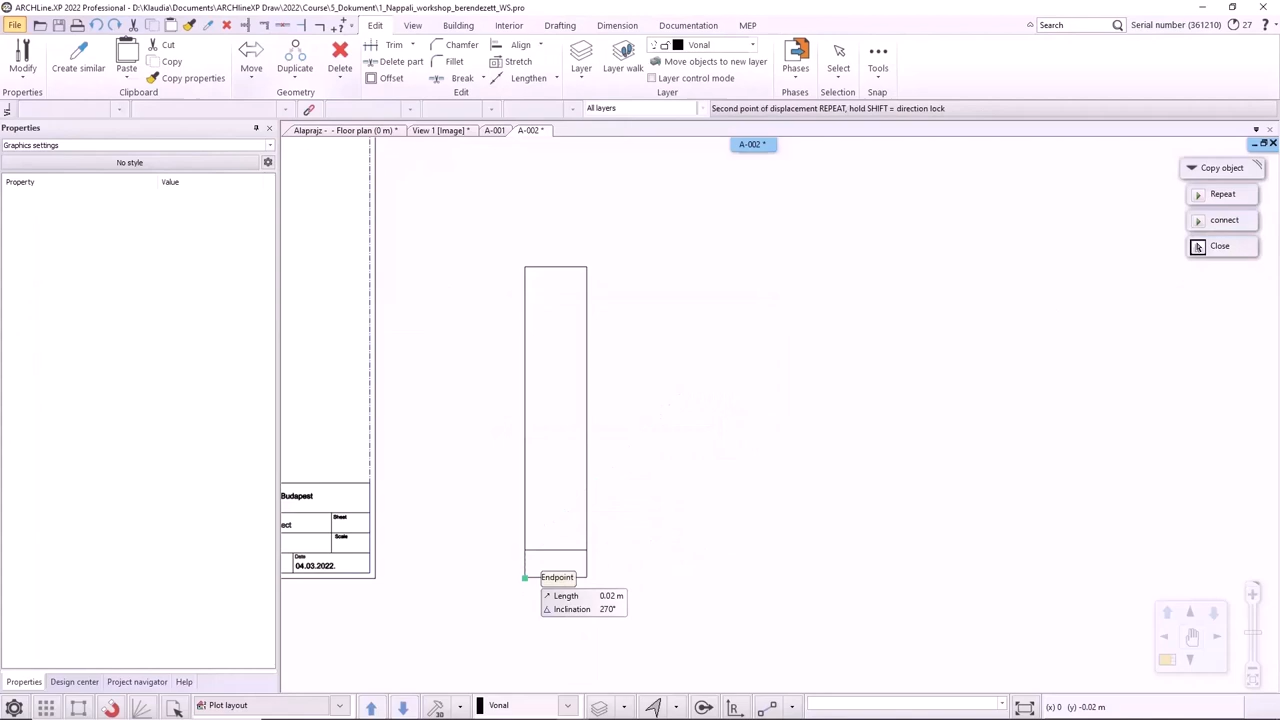 ARCHLine.XP 2022 Professional - D:\Klaudia\Documents\ARCHlineXP Draw\2022\Course\5_Dokument\1_Nappali_workshop_berendezett_WS.pro
File
Edit
View
Building
Interior
Drafting
Dimension
Documentation
MEP
Search
Serial number (361210)
27
Modify
Properties
Create similar
Paste
Cut
Copy
Copy properties
Clipboard
Move
Duplicate
Delete
Geometry
Trim
Delete part
Offset
Chamfer
Fillet
Break
Align
Stretch
Lengthen
Edit
Layer
Layer walk
Vonal
Move objects to new layer
Layer control mode
Layer
Phases
Phases
Select
Selection
Tools
Snap
All layers
Second point of displacement REPEAT, hold SHIFT = direction lock
Properties
Graphics settings
No style
Property
Value
Alaprajz - - Floor plan (0 m) *
View 1 [Image] *
A-001
A-002 *
A-002 *
Copy object
Repeat
connect
Close
Budapest
ect
Sheet
Scale
Date
04.03.2022.
Endpoint
Length 0.02 m
Inclination 270°
Properties
Design center
Project navigator
Help
Plot layout
30
Vonal
(x) 0 (y) -0.02 m